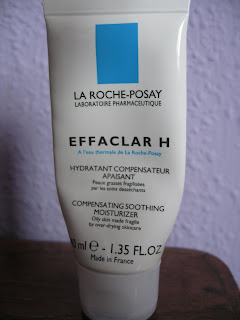 LA ROCHE-POSAY
LABORATOIRE PHARMACEUTIQUE
EFFACLAR H
A l'eau thermale de La Roche-Posay
HYDRATANT COMPENSATEUR
APAISANT
Peaux grasses fragilisées
par les soins desséchants
COMPENSATING SOOTHING
MOISTURIZER
Oily skin made fragile
by over-drying skincare
0 ml ℮ - 1.35 FL.OZ
Made in France